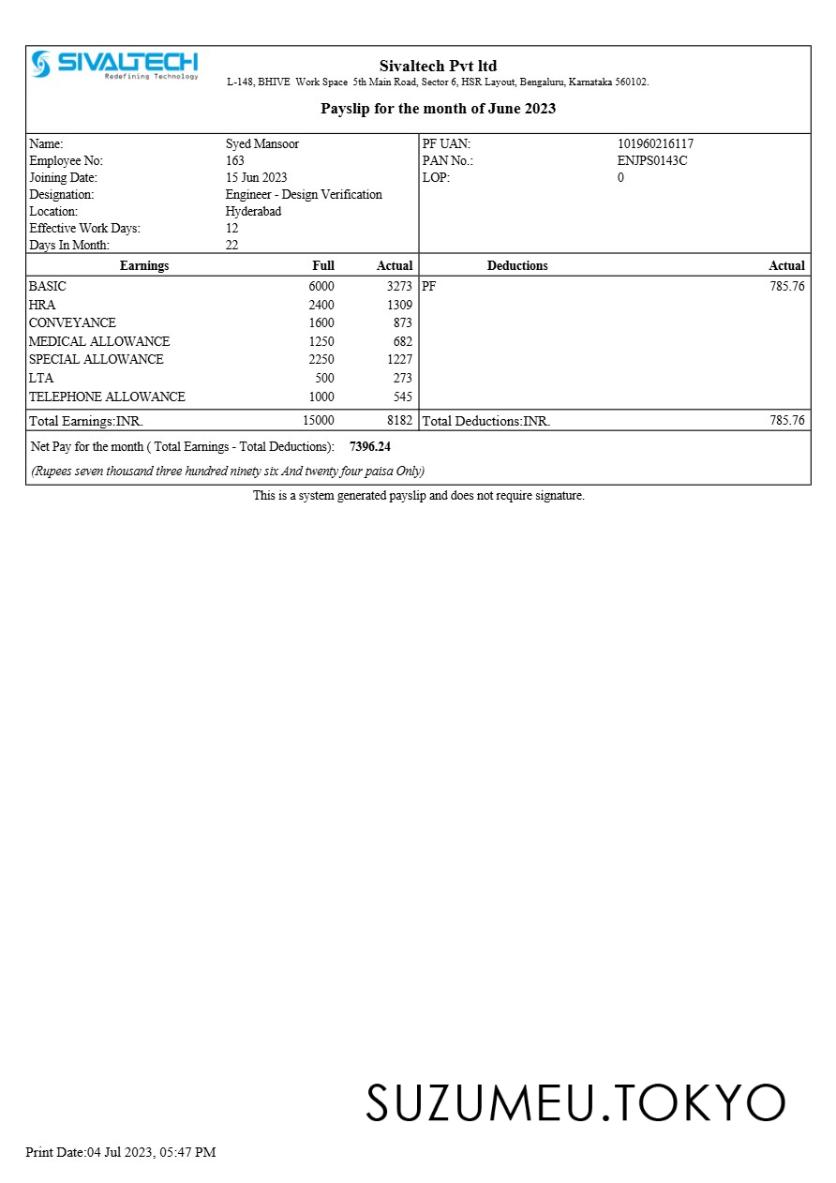 SIVALTECH
Redefining Technology
Sivaltech Pvt ltd
L-148, BHIVE Work Space 5th Main Road, Sector 6, HSR Layout, Bengaluru, Karnataka 560102.
Payslip for the month of June 2023
Name: Syed Mansoor PF UAN: 101960216117
Employee No: 163 PAN No.: ENJPS0143C
Joining Date: 15 Jun 2023 LOP: 0
Designation: Engineer - Design Verification
Location: Hyderabad
Effective Work Days: 12
Days In Month: 22
Earnings Full Actual Deductions Actual
BASIC 6000 3273 PF 785.76
HRA 2400 1309
CONVEYANCE 1600 873
MEDICAL ALLOWANCE 1250 682
SPECIAL ALLOWANCE 2250 1227
LTA 500 273
TELEPHONE ALLOWANCE 1000 545
Total Earnings:INR. 15000 8182 Total Deductions:INR. 785.76
Net Pay for the month ( Total Earnings - Total Deductions): 7396.24
(Rupees seven thousand three hundred ninety six And twenty four paisa Only)
This is a system generated payslip and does not require signature.
SUZUMEU.TOKYO
Print Date:04 Jul 2023, 05:47 PM